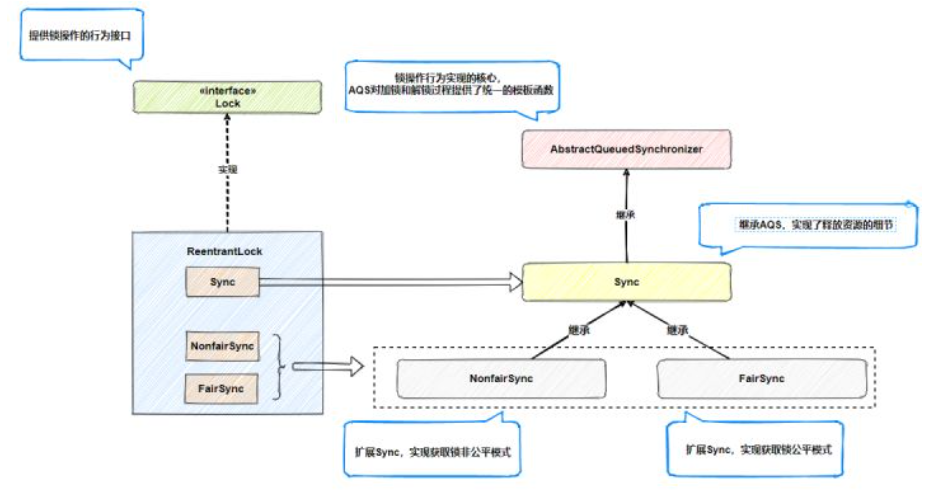 提供锁操作的行为接口
«interface»
Lock
锁操作行为实现的核心，
AQS对加锁和解锁过程提供了统一的模板函数
AbstractQueuedSynchronizer
实现
继承
继承AQS，实现了释放资源的细节
ReentrantLock
Sync
Sync
NonfairSync
FairSync
继承
继承
NonfairSync
FairSync
扩展Sync，实现获取锁非公平模式
扩展Sync，实现获取锁公平模式